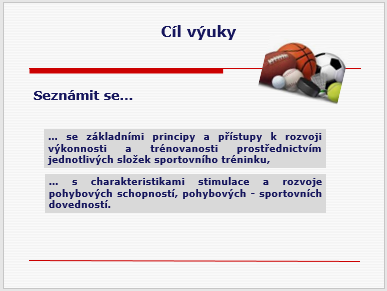 Cíl výuky
Seznámit se...
... se základními principy a přístupy k rozvoji
výkonnosti a trénovanosti prostřednictvím
jednotlivých složek sportovního tréninku,
... s charakteristikami stimulace a rozvoje
pohybových schopností, pohybových - sportovních
dovedností.